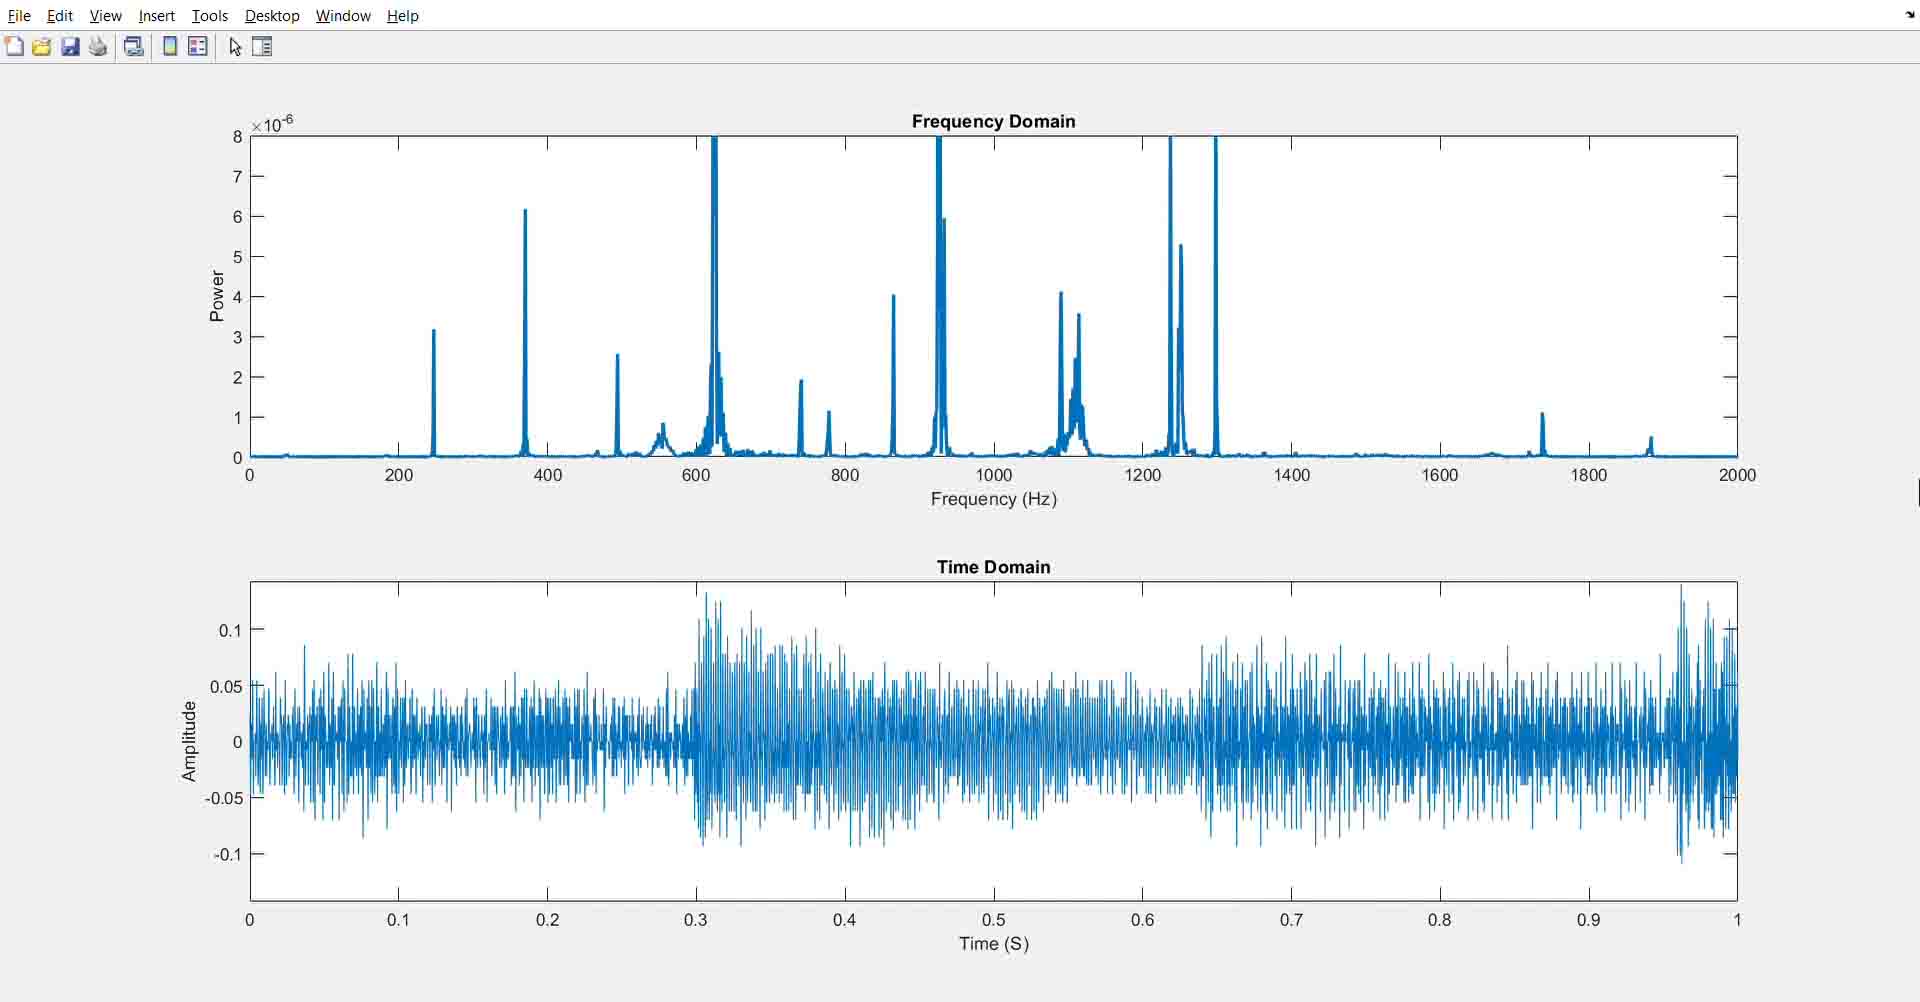 File Edit View Insert Tools Desktop Window Help
Frequency Domain
×10-6
8
7
6
5
4
3
2
1
0
Power
0 200 400 600 800 1000 1200 1400 1600 1800 2000
Frequency (Hz)
Time Domain
0.1
0.05
0
-0.05
-0.1
Amplitude
0 0.1 0.2 0.3 0.4 0.5 0.6 0.7 0.8 0.9 1
Time (S)